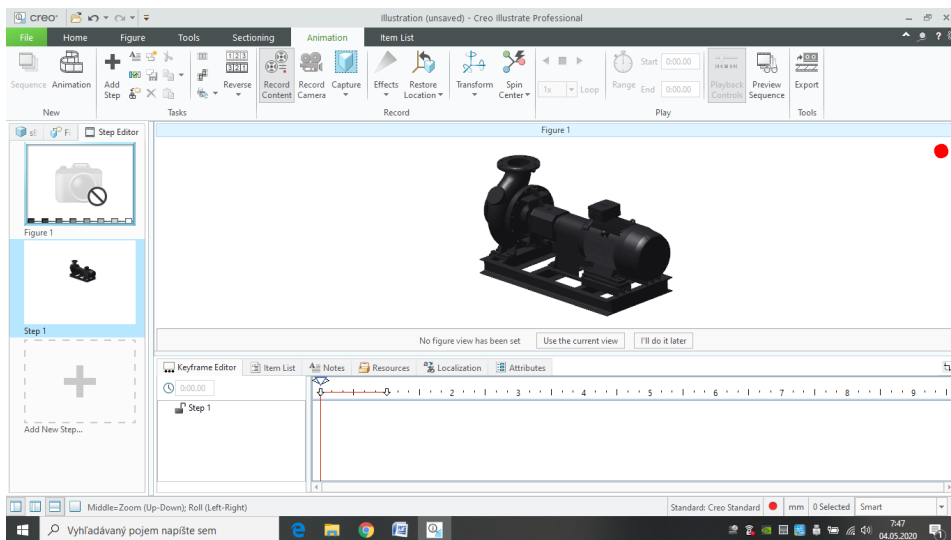 creo®
Illustration (unsaved) - Creo Illustrate Professional
File Home Figure Tools Sectioning Animation Item List
Sequence Animation
Add Step
Reverse
Record Content
Record Camera
Capture
Effects
Restore Location
Transform
Spin Center
1x Loop
Start 0:00.00
Range End 0:00.00
Playback Controls
Preview Sequence
Export
New Tasks Record Play Tools
Step Editor
Figure 1
Figure 1
Step 1
Add New Step...
No figure view has been set Use the current view I'll do it later
Keyframe Editor Item List Notes Resources Localization Attributes
0:00.00
2 3 4 5 6 7 8 9
Step 1
Middle=Zoom (Up-Down); Roll (Left-Right)
Standard: Creo Standard mm 0 Selected Smart
Vyhľadávaný pojem napíšte sem
7:47
04.05.2020